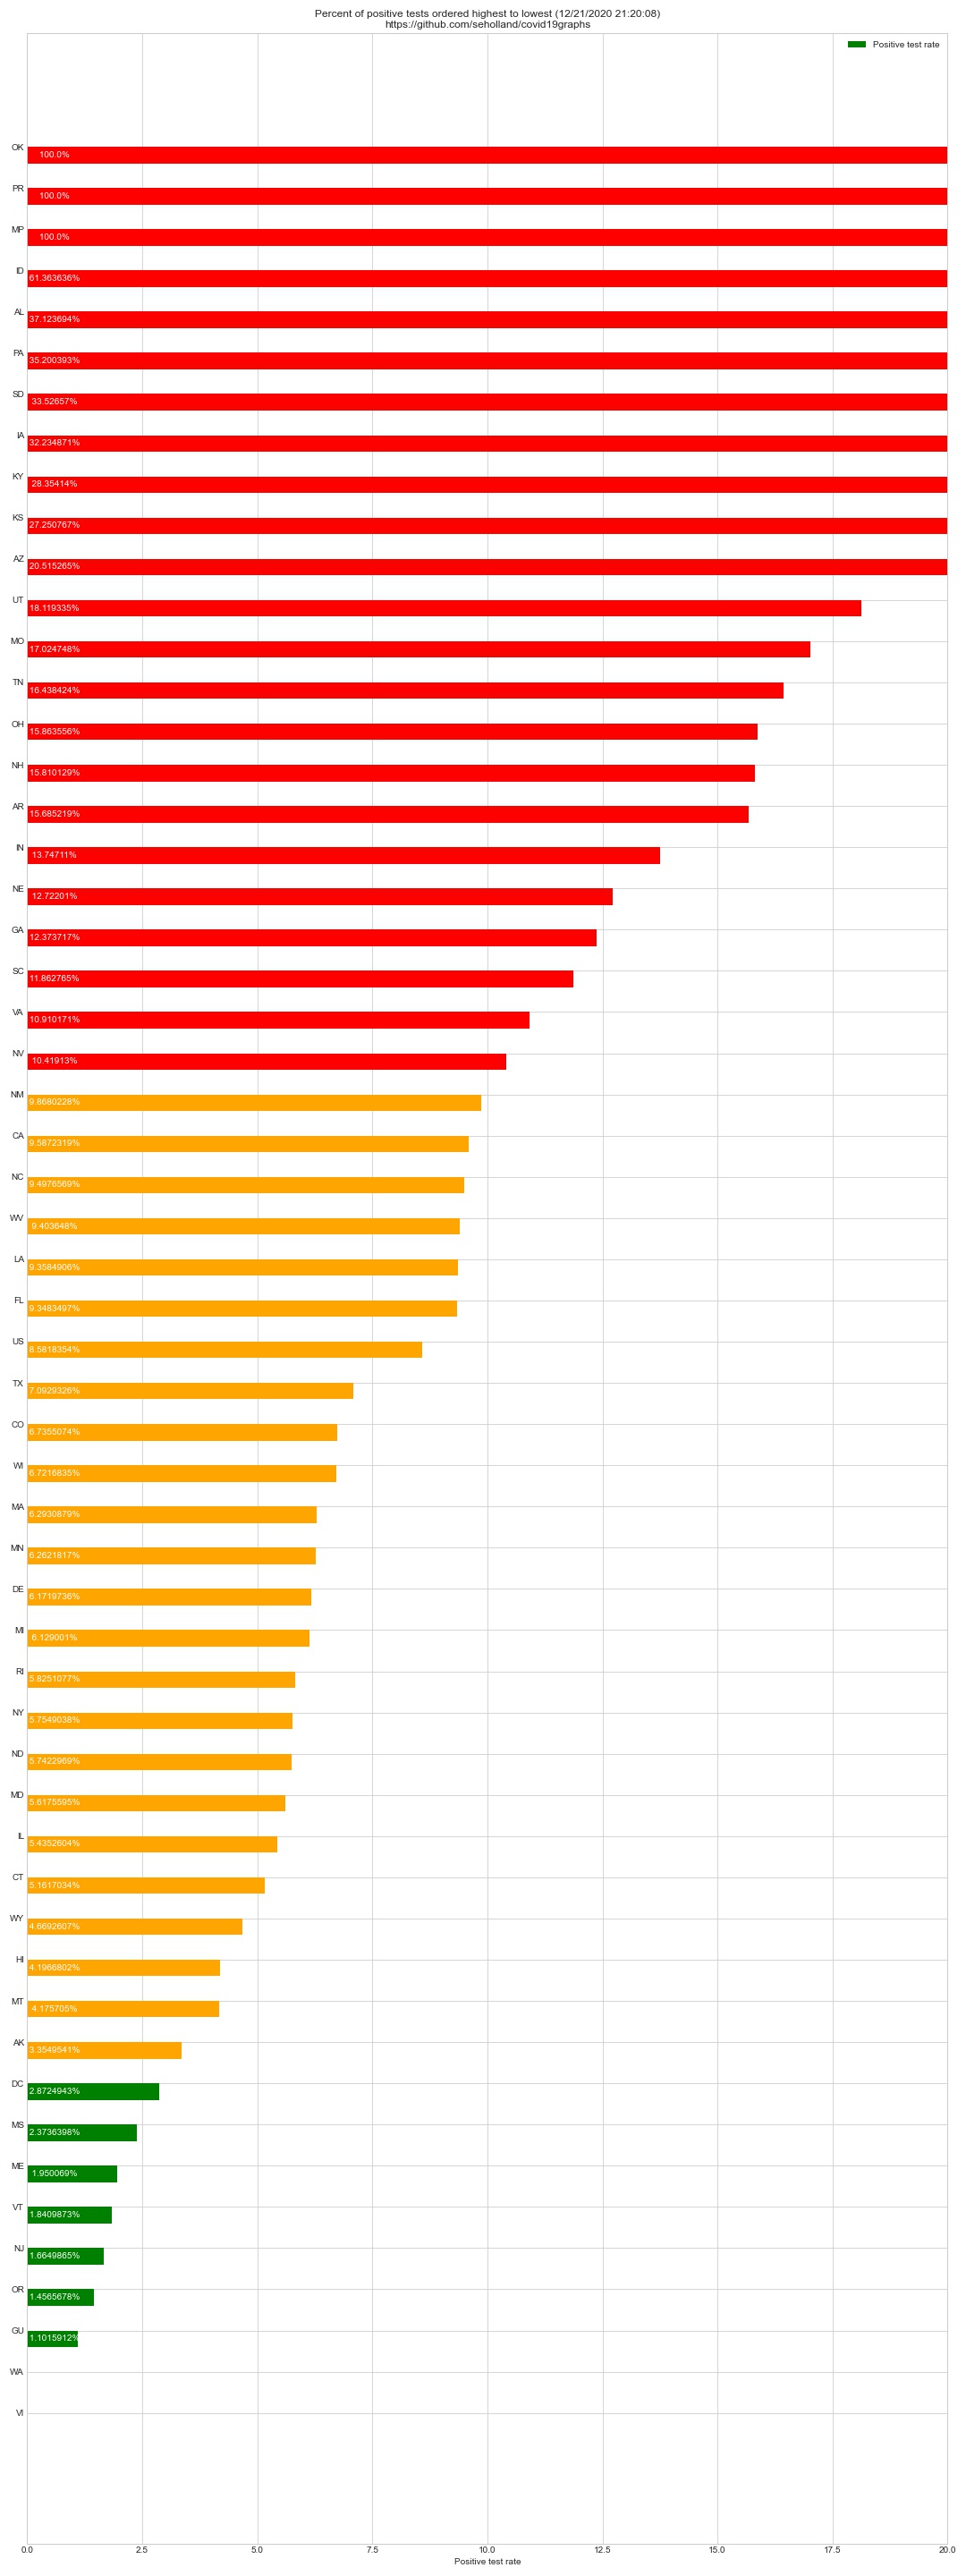 Percent of positive tests ordered highest to lowest (12/21/2020 21:20:08)
https://github.com/seholland/covid19graphs
Positive test rate
OK 100.0%
PR 100.0%
MP 100.0%
ID 61.363636%
AL 37.123694%
PA 35.200393%
SD 33.52657%
IA 32.234871%
KY 28.35414%
KS 27.250767%
AZ 20.515265%
UT 18.119335%
MO 17.024748%
TN 16.438424%
OH 15.863556%
NH 15.810129%
AR 15.685219%
IN 13.74711%
NE 12.72201%
GA 12.373717%
SC 11.862765%
VA 10.910171%
NV 10.41913%
NM 9.8680228%
CA 9.5872319%
NC 9.4976569%
WV 9.403648%
LA 9.3584906%
FL 9.3483497%
US 8.5818354%
TX 7.0929326%
CO 6.7355074%
WI 6.7216835%
MA 6.2930879%
MN 6.2621817%
DE 6.1719736%
MI 6.129001%
RI 5.8251077%
NY 5.7549038%
ND 5.7422969%
MD 5.6175595%
IL 5.4352604%
CT 5.1617034%
WY 4.6692607%
HI 4.1966802%
MT 4.175705%
AK 3.3549541%
DC 2.8724943%
MS 2.3736398%
ME 1.950069%
VT 1.8409873%
NJ 1.6649865%
OR 1.4565678%
GU 1.1015912%
WA
VI
0.0 2.5 5.0 7.5 10.0 12.5 15.0 17.5 20.0
Positive test rate